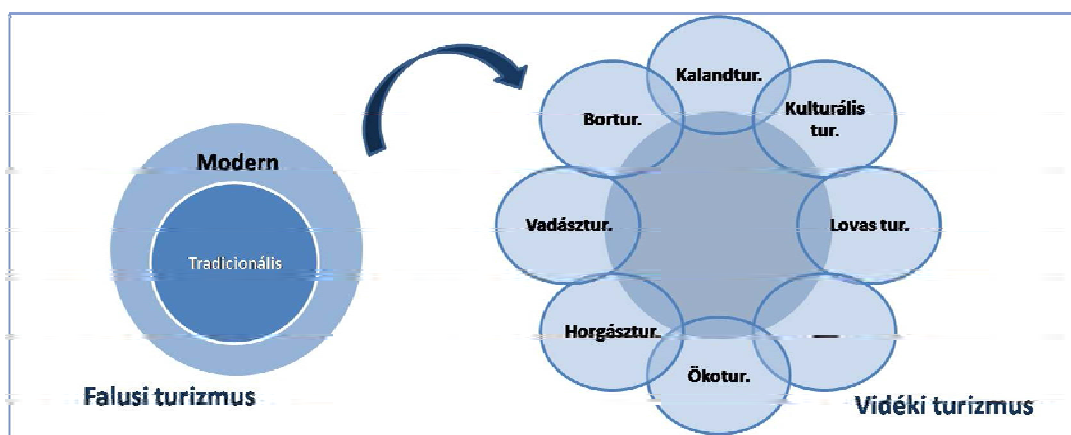 Modern
Tradicionális
Falusi turizmus
Kalandtur.
Kulturális
tur.
Lovas tur.
Ökotur.
Horgásztur.
Vadásztur.
Bortur.
Vidéki turizmus